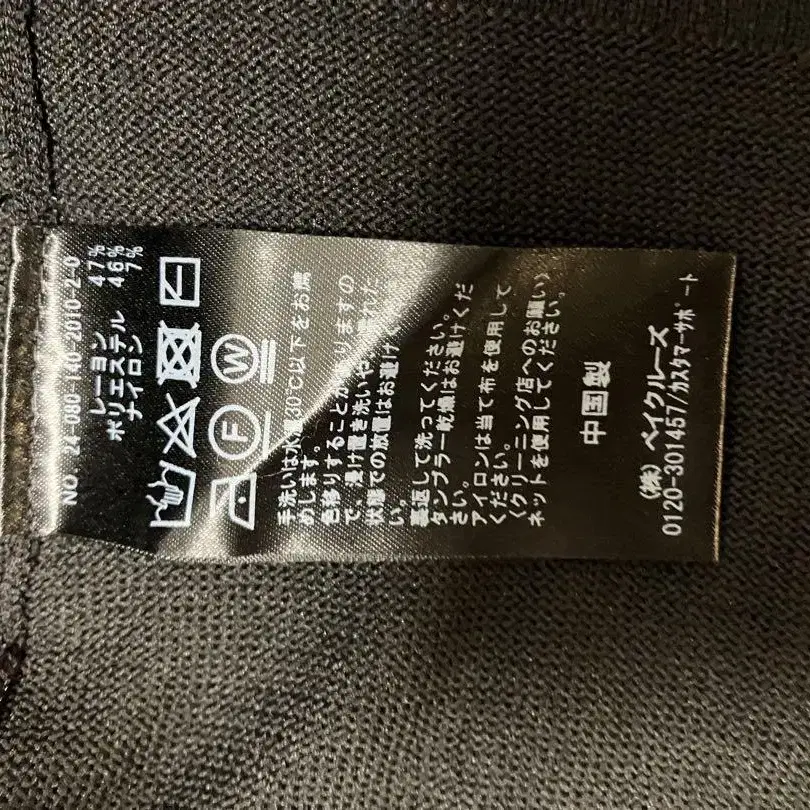 NO. 24-080-140-2010-2-0
レーヨン 47%
ポリエステル 46%
ナイロン 7%
F W
手洗いは水温30℃以下をお薦
めします。
色移りすることがありますの
で、浸け置き洗いや濡れた
状態での放置はお避けくださ
い。
裏返して洗ってください。
タンブラー乾燥はお避けくだ
さい。
アイロンは当て布を使用して
ください。
〈クリーニング店へのお願い〉
ネットを使用してください。
中国製
(株) ベイクルーズ
0120-301457/カスタマーサポート